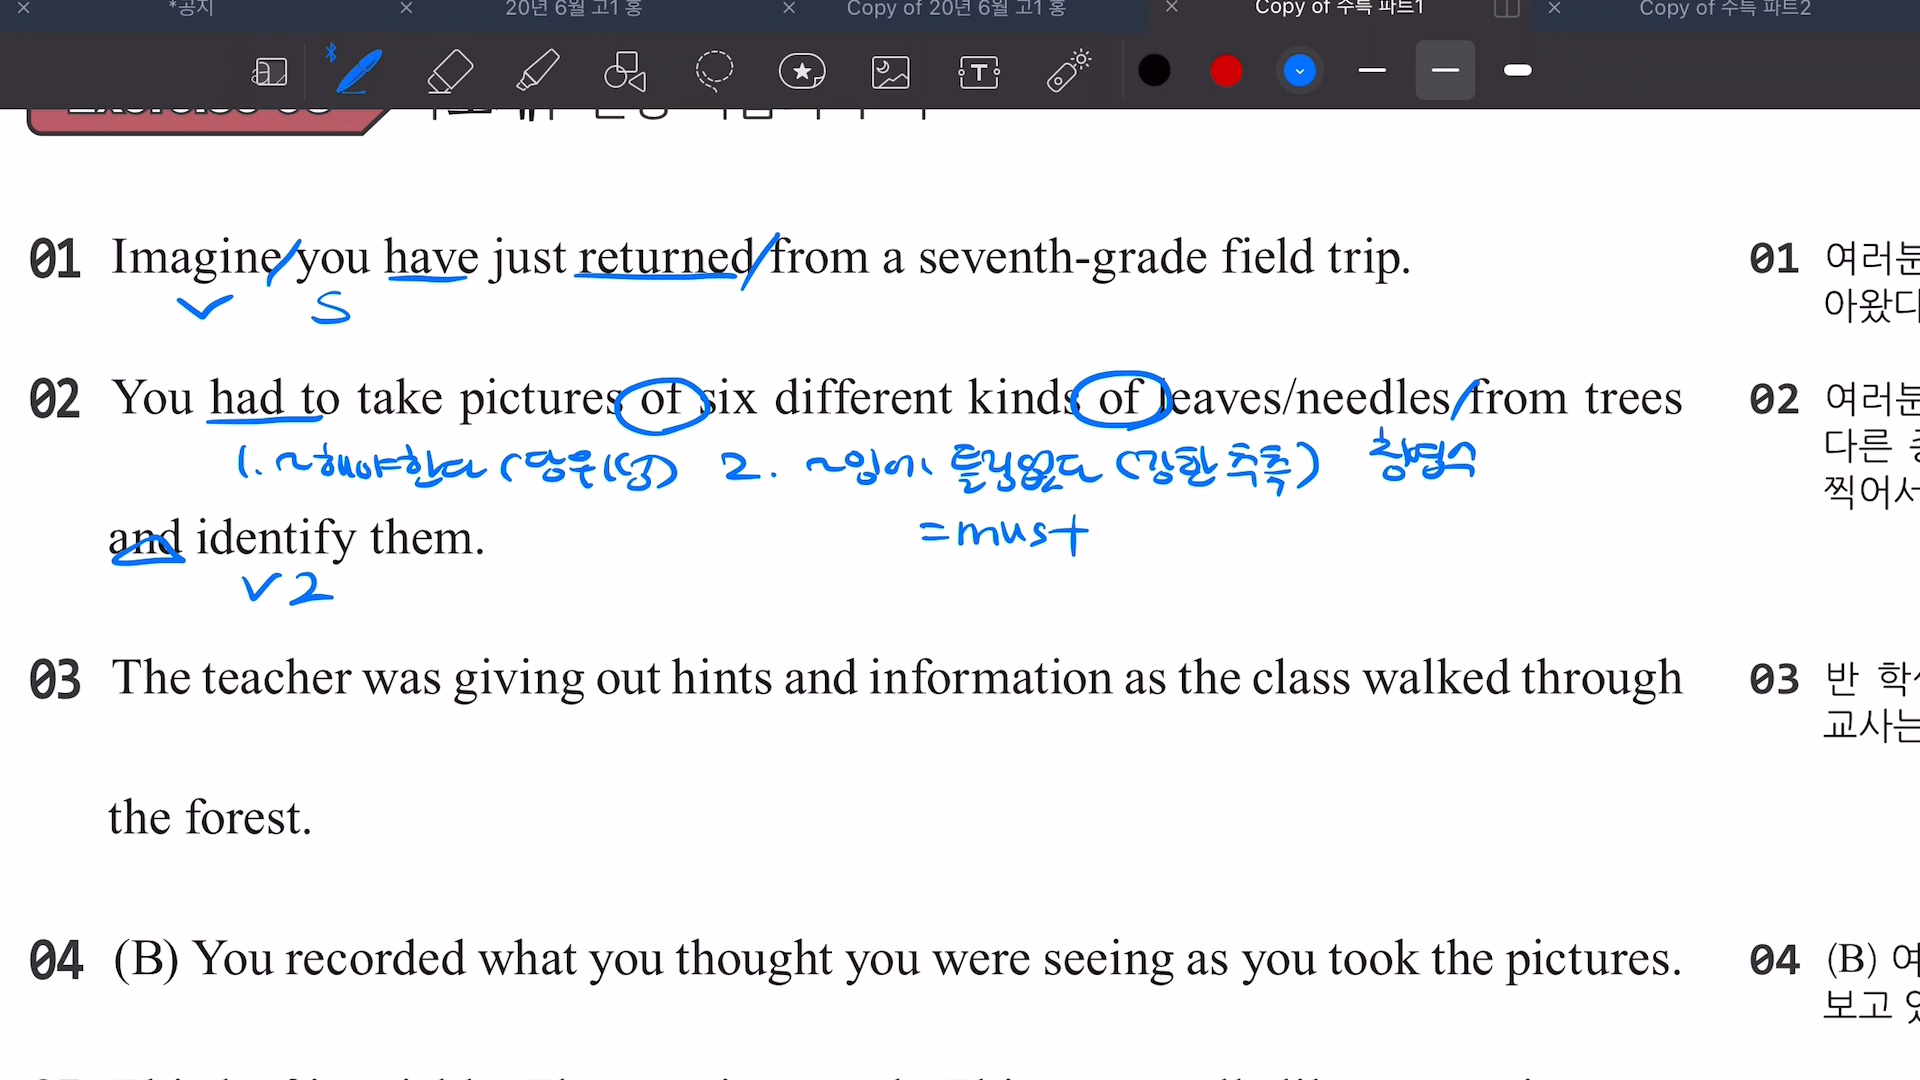 *공지
20년 6월 고1 홍
Copy of 20년 6월 고1 홍
Copy of 수특 파트1
Copy of 수특 파트2
01 Imagine you have just returned from a seventh-grade field trip.
V S
02 You had to take pictures of six different kinds of leaves/needles from trees
1. ~해야한다 (당위성) 2. ~임에 틀림없다 (강한 추측)
and identify them.
= must
V2
03 The teacher was giving out hints and information as the class walked through
the forest.
04 (B) You recorded what you thought you were seeing as you took the pictures.
01 여러분
아왔다
02 여러분
다른
찍어서
03 반
교사는
04 (B)
보고